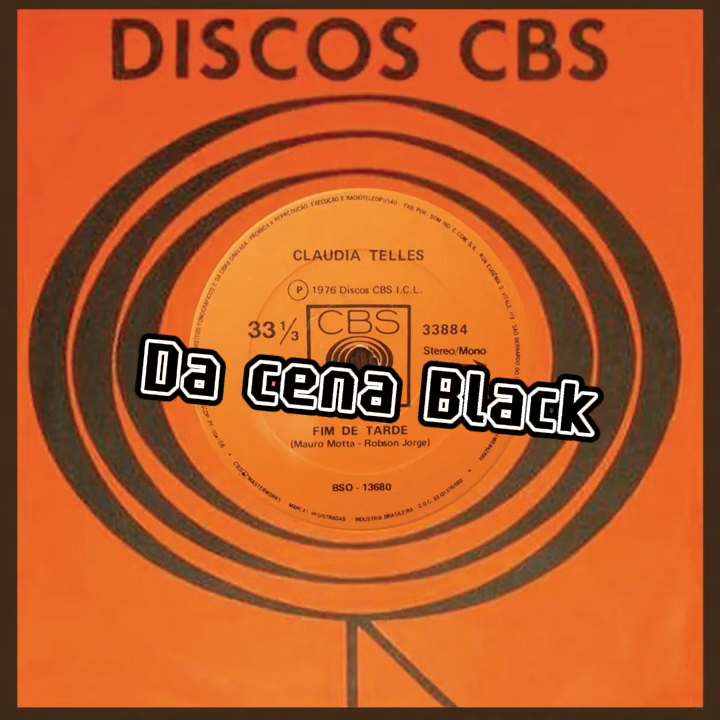 DISCOS CBS
CLAUDIA TELLES
P 1976 Discos CBS I.C.L.
33⅓
CBS
33884
Stereo/Mono
Da cena Black
FIM DE TARDE
(Mauro Motta - Robson Jorge)
BSO - 13680
INDUSTRIA BRASILEIRA